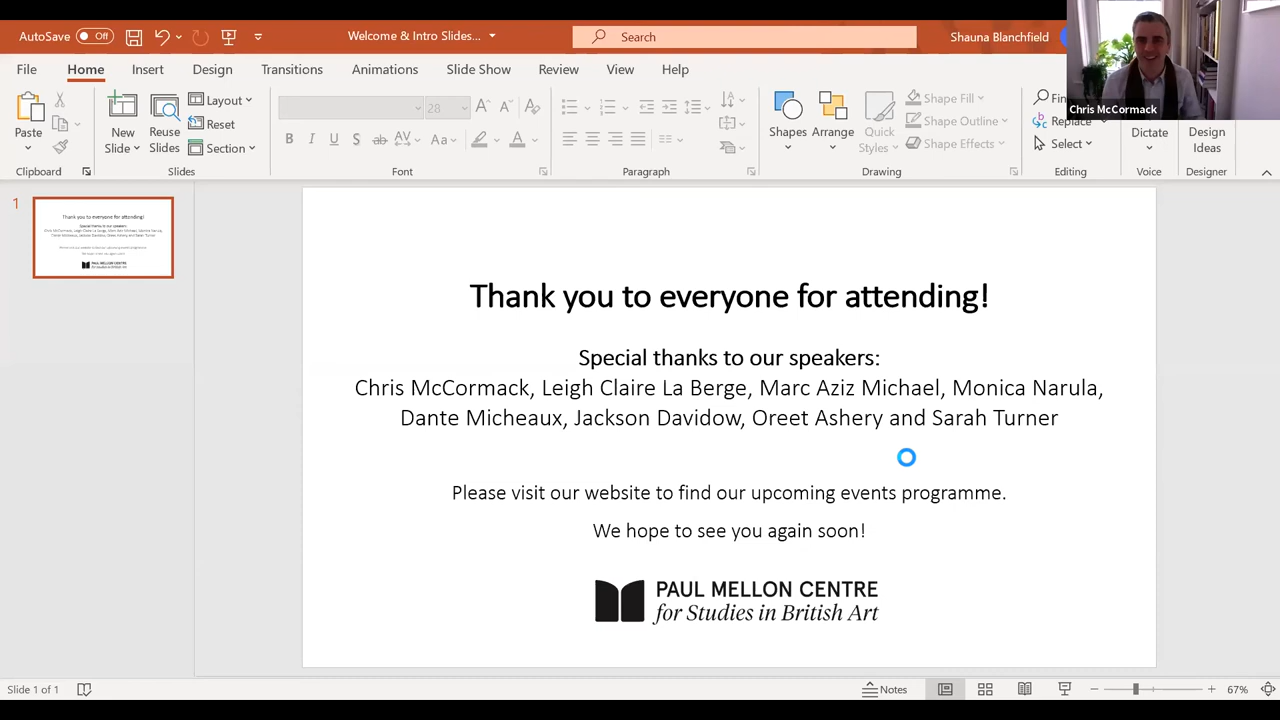 AutoSave Off Welcome & Intro Slides... Search Shauna Blanchfield
File Home Insert Design Transitions Animations Slide Show Review View Help
Chris McCormack
28
Paste
New Slide
Reuse Slides
Layout
Reset
Section
Shapes
Arrange
Quick Styles
Shape Fill
Shape Outline
Shape Effects
Replace
Select
Dictate
Design Ideas
Clipboard Slides Font Paragraph Drawing Editing Voice Designer
1
Thank you to everyone for attending!
Special thanks to our speakers:
Chris McCormack, Leigh Claire La Berge, Marc Aziz Michael, Monica Narula,
Dante Micheaux, Jackson Davidow, Oreet Ashery and Sarah Turner
Please visit our website to find our upcoming events programme.
We hope to see you again soon!
PAUL MELLON CENTRE
for Studies in British Art
Slide 1 of 1 Notes 67%